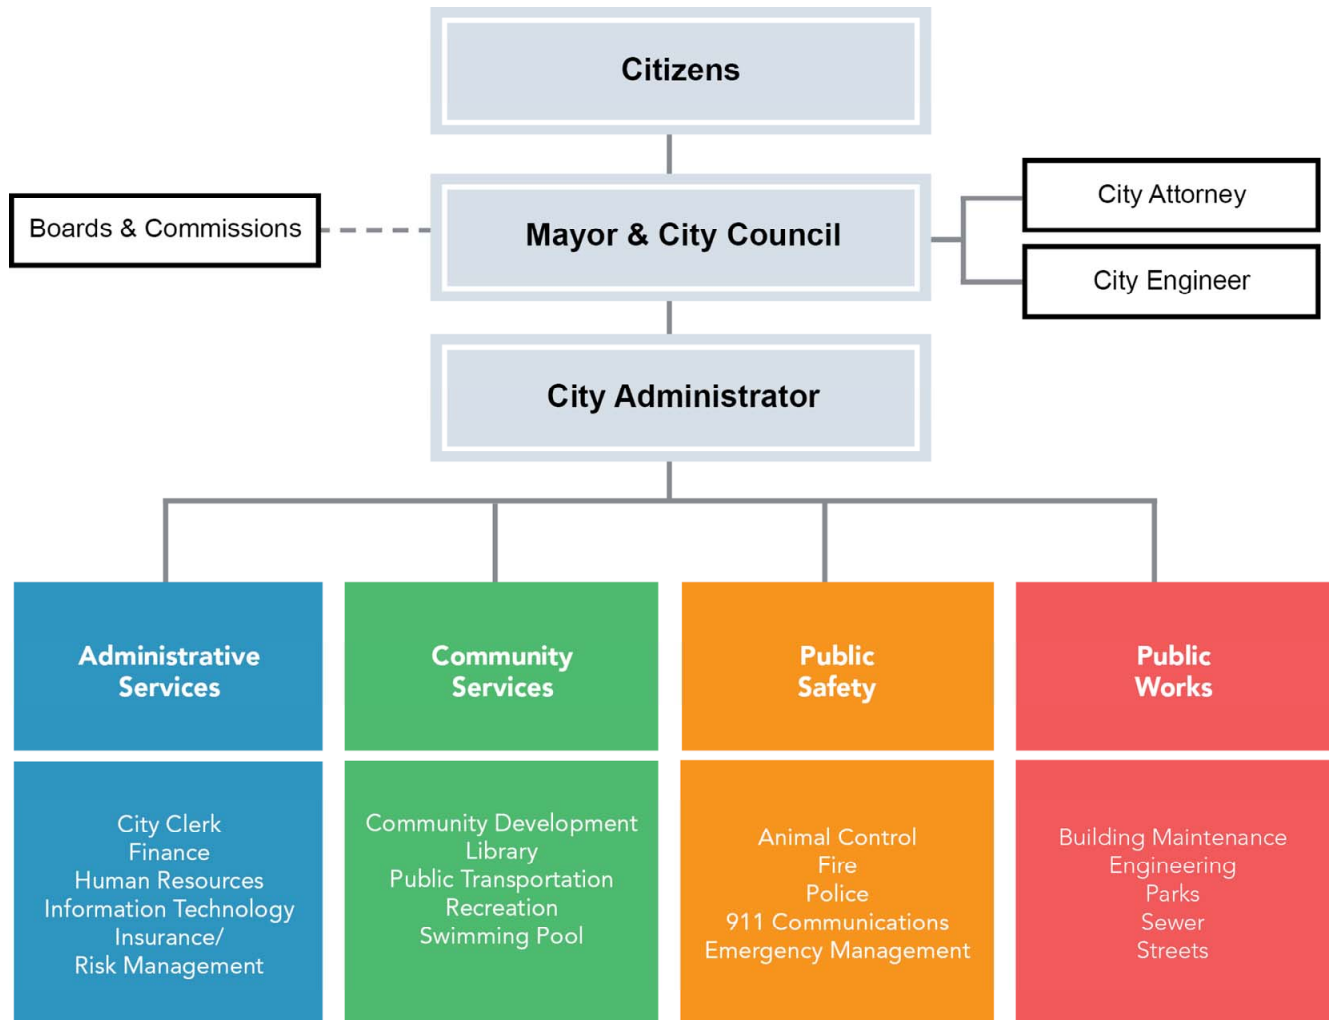 Citizens
Boards & Commissions
Mayor & City Council
City Attorney
City Engineer
City Administrator
Administrative
Services
Community
Services
Public
Safety
Public
Works
City Clerk
Finance
Human Resources
Information Technology
Insurance/
Risk Management
Community Development
Library
Public Transportation
Recreation
Swimming Pool
Animal Control
Fire
Police
911 Communications
Emergency Management
Building Maintenance
Engineering
Parks
Sewer
Streets